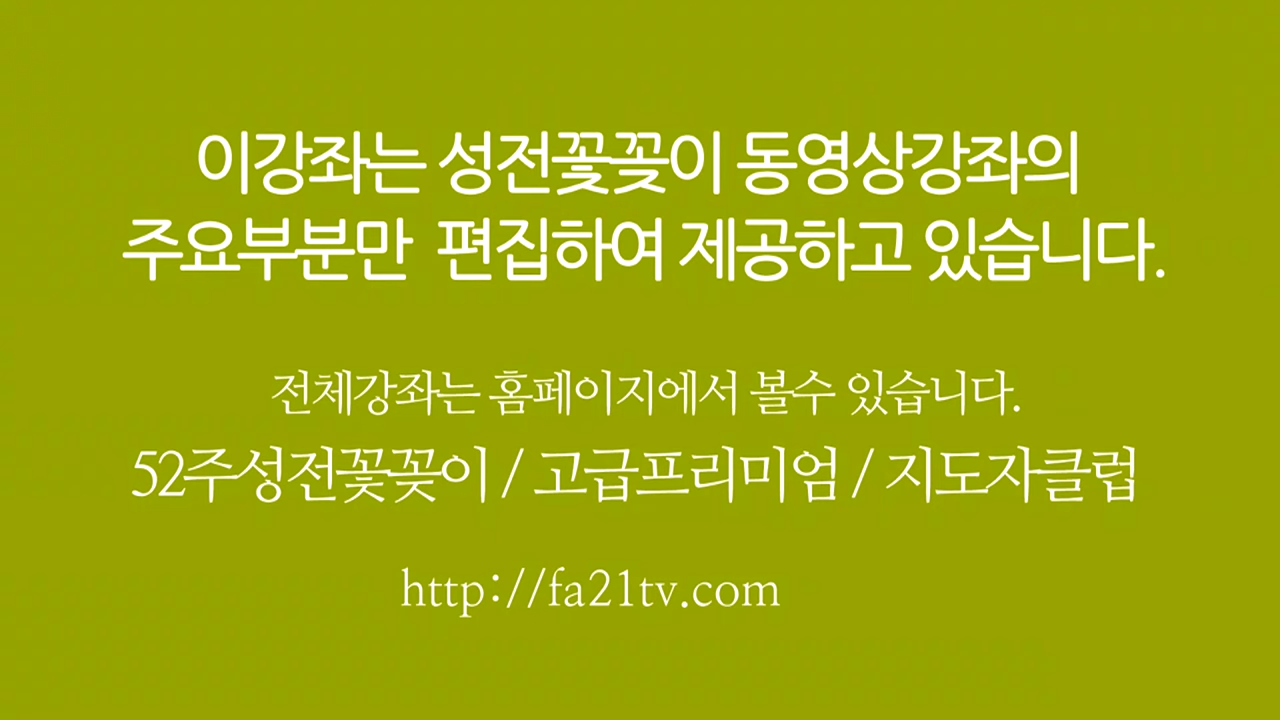 이강좌는 성전꽃꽂이 동영상강좌의
주요부분만 편집하여 제공하고 있습니다.
전체강좌는 홈페이지에서 볼수 있습니다.
52주성전꽃꽂이 / 고급프리미엄 / 지도자클럽
http://fa21tv.com